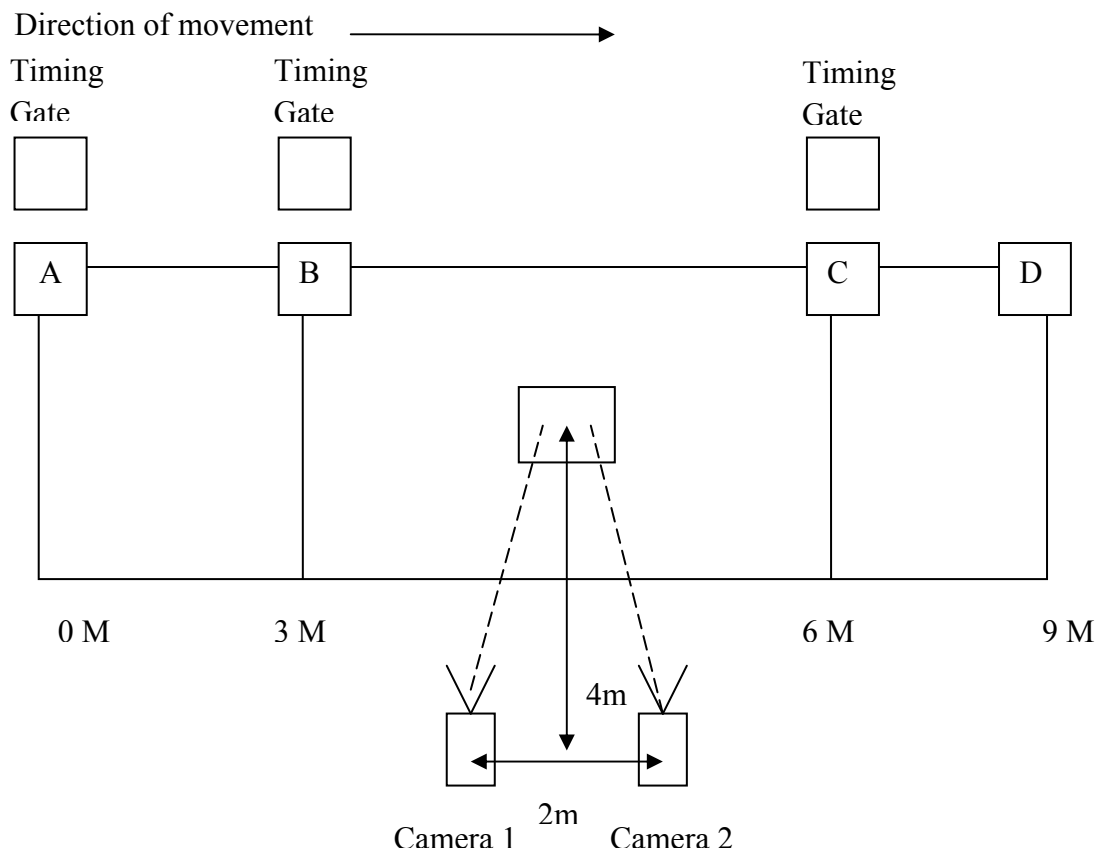 Direction of movement
Timing
Gate
Timing
Gate
Timing
Gate
A
B
C
D
0 M
3 M
6 M
9 M
4m
2m
Camera 1
Camera 2